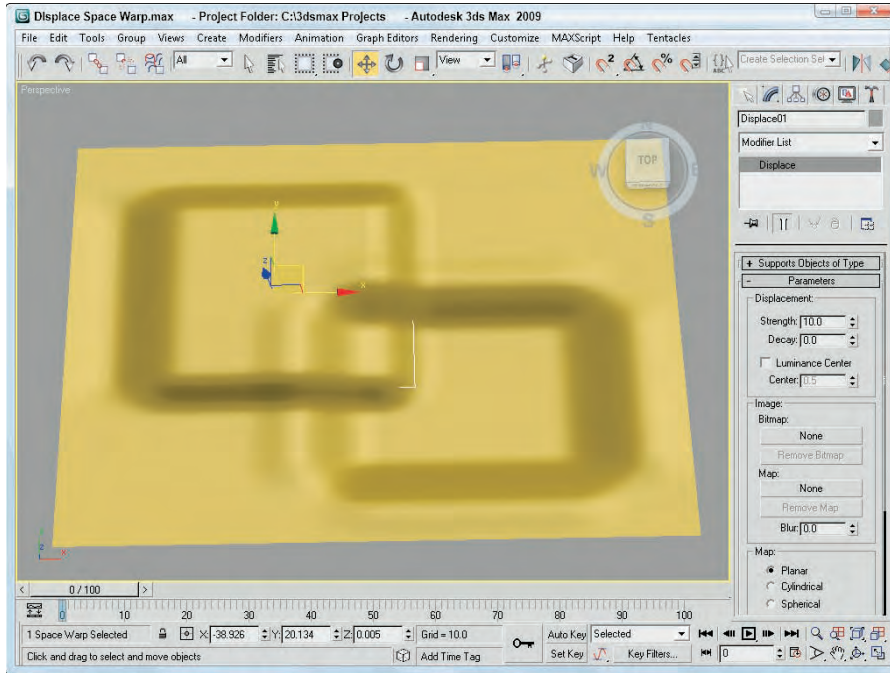 DIsplace Space Warp.max - Project Folder: C:\3dsmax Projects - Autodesk 3ds Max 2009
File Edit Tools Group Views Create Modifiers Animation Graph Editors Rendering Customize MAXScript Help Tentacles
All
View
Create Selection Set
Perspective
N
W
TOP
S
y
z
x
Displace01
Modifier List
Displace
+ Supports Objects of Type
- Parameters
Displacement:
Strength: 10.0
Decay: 0.0
Luminance Center
Center: 0.5
Image:
Bitmap:
None
Remove Bitmap
Map:
None
Remove Map
Blur: 0.0
Map:
Planar
Cylindrical
Spherical
z x
< 0 / 100 >
0 10 20 30 40 50 60 70 80 90 100
1 Space Warp Selected X: -38.926 Y: 20.134 Z: 0.005 Grid = 10.0 Auto Key Selected
Click and drag to select and move objects Add Time Tag Set Key Key Filters... 0